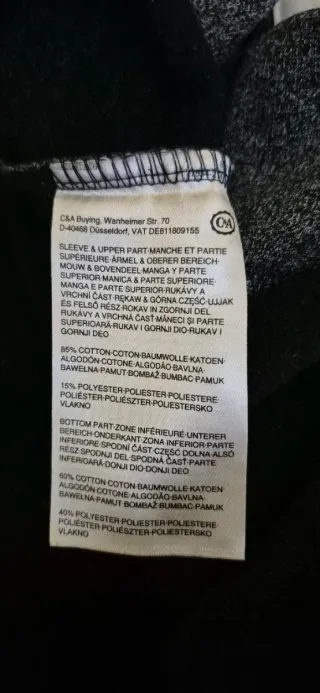 C&A Buying, Wanheimer Str. 70
D-40468 Düsseldorf, VAT DE811809155
C&A
SLEEVE & UPPER PART·MANCHE ET PARTIE
SUPÉRIEURE·ÄRMEL & OBERER BEREICH·
MOUW & BOVENDEEL·MANGA Y PARTE
SUPERIOR·MANICA & PARTE SUPERIORE·
MANGA E PARTE SUPERIOR·RUKÁVY A
VRCHNÍ ČÁST·RĘKAW & GÓRNA CZĘŚĆ·UJJAK
ÉS FELSŐ RÉSZ·ROKAV IN ZGORNJI DEL·
RUKÁVY A VRCHNÁ ČASŤ·MÂNECI ȘI PARTE
SUPERIOARĂ·RUKAV I GORNJI DIO·RUKAV I
GORNJI DEO
85% COTTON·COTON·BAUMWOLLE·KATOEN·
ALGODÓN·COTONE·ALGODÃO·BAVLNA·
BAWEŁNA·PAMUT·BOMBAŽ·BUMBAC·PAMUK
15% POLYESTER·POLYESTER·POLIESTERE·
POLIÉSTER·POLIÉSZTER·POLIESTERSKO
VLAKNO
BOTTOM PART·ZONE INFÉRIEURE·UNTERER
BEREICH·ONDERKANT·ZONA INFERIOR·PARTE
INFERIORE·SPODNÍ ČÁST·CZĘŚĆ DOLNA·ALSÓ
RÉSZ·SPODNJI DEL·SPODNÁ ČASŤ·PARTE
INFERIOARĂ·DONJI DIO·DONJI DEO
60% COTTON·COTON·BAUMWOLLE·KATOEN·
ALGODÓN·COTONE·ALGODÃO·BAVLNA·
BAWEŁNA·PAMUT·BOMBAŽ·BUMBAC·PAMUK
40% POLYESTER·POLYESTER·POLIESTERE·
POLIÉSTER·POLIÉSZTER·POLIESTERSKO
VLAKNO